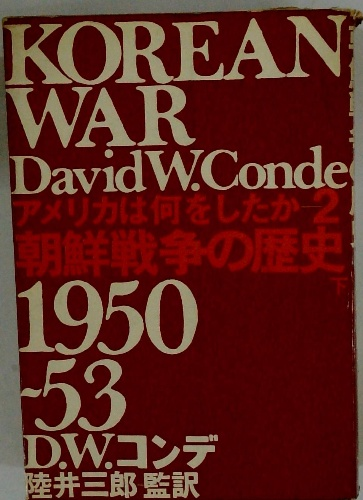 KOREAN
WAR
David W. Conde
アメリカは何をしたか—2
朝鮮戦争の歴史
下
1950
-53
D.W.コンデ
陸井三郎 監訳